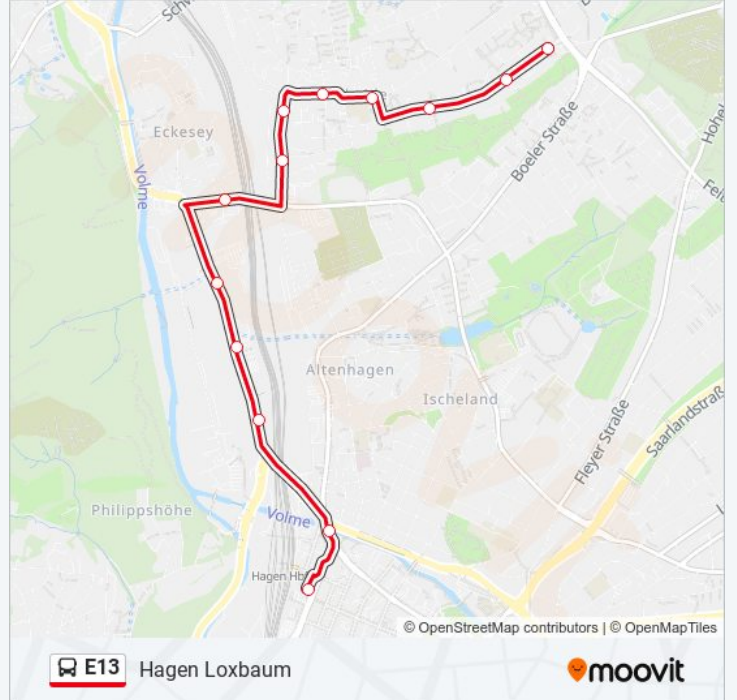 Eckesey
Volme
Boeler Straße
Altenhagen
Ischeland
Fleyer Straße
Saarlandstraß
Philippshöhe
Volme
Hagen Hb
© OpenStreetMap contributors | © OpenMapTiles
E13 Hagen Loxbaum
moovit